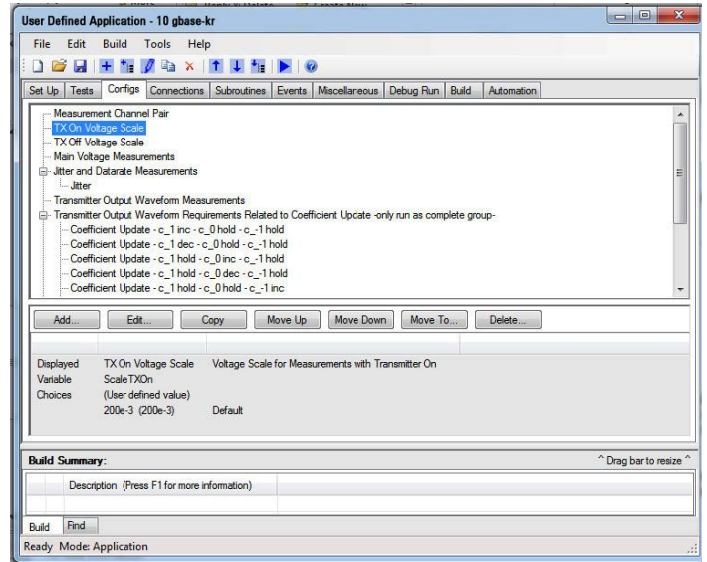 User Defined Application - 10 gbase-kr
File Edit Build Tools Help
Set Up Tests Configs Connections Subroutines Events Miscellaneous Debug Run Build Automation
Measurement Channel Pair
TX On Voltage Scale
TX Off Voltage Scale
Main Voltage Measurements
Jitter and Datarate Measurements
Jitter
Transmitter Output Waveform Measurements
Transmitter Output Waveform Requirements Related to Coefficient Upcate -only run as complete group-
Coefficient Update - c_1 inc - c_0 hold - c_-1 hold
Coefficient Update - c_1 dec - c_0 hold - c_-1 hold
Coefficient Update - c_1 hold - c_0 inc - c_-1 hold
Coefficient Update - c_1 hold - c_0 dec - c_-1 hold
Coefficient Update - c_1 hold - c_0 hold - c_-1 inc
Add... Edit... Copy Move Up Move Down Move To... Delete...
Displayed TX On Voltage Scale Voltage Scale for Measurements with Transmitter On
Variable ScaleTXOn
Choices (User defined value)
200e-3 (200e-3) Default
Build Summary: ^ Drag bar to resize ^
Description (Press F1 for more information)
Build Find
Ready Mode: Application